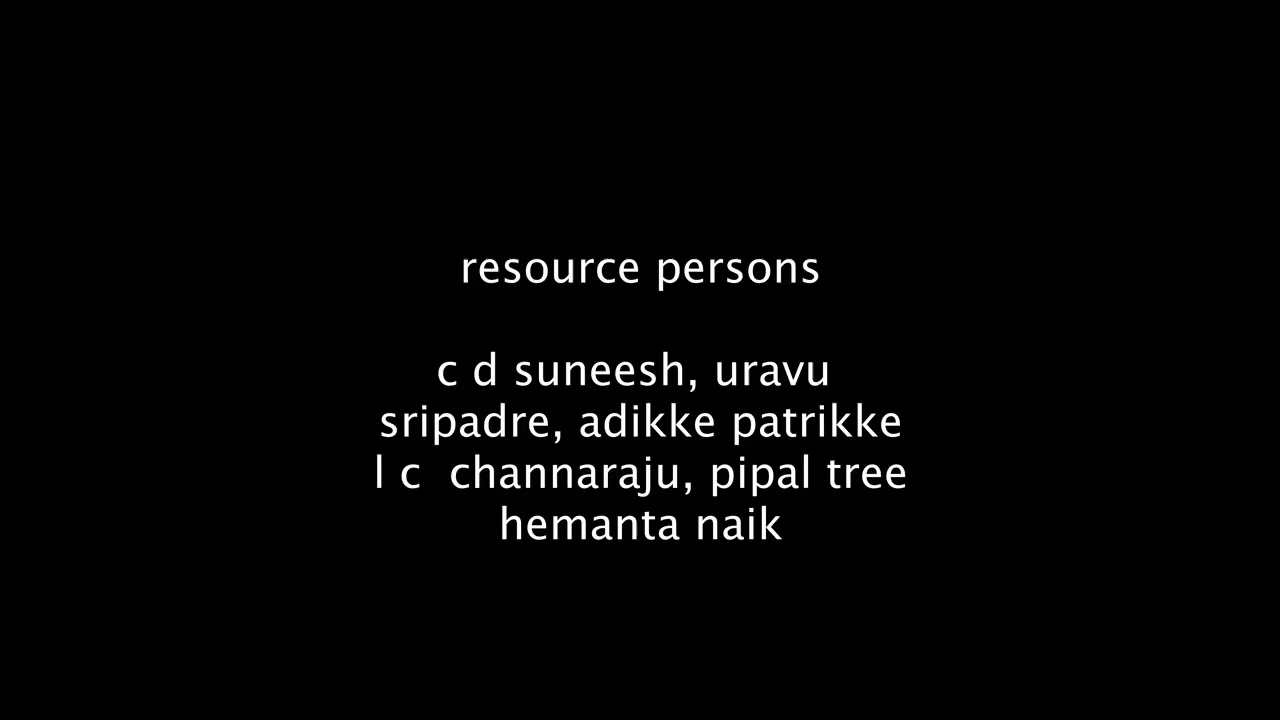 resource persons
c d suneesh, uravu
sripadre, adikke patrikke
l c  channaraju, pipal tree
hemanta naik